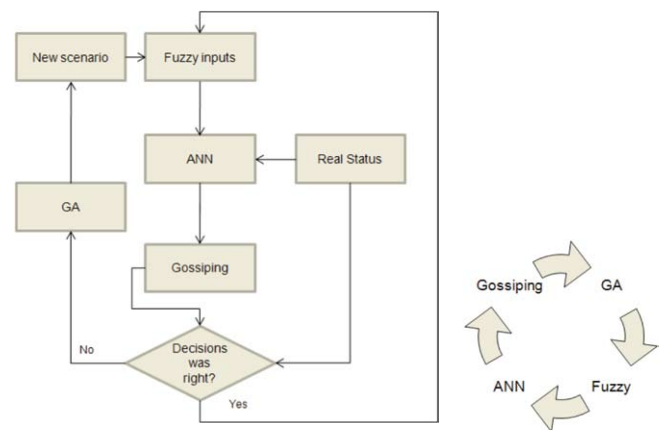 New scenario
Fuzzy inputs
ANN
Real Status
GA
Gossiping
Decisions
was
right?
No
Yes
Gossiping
GA
ANN
Fuzzy